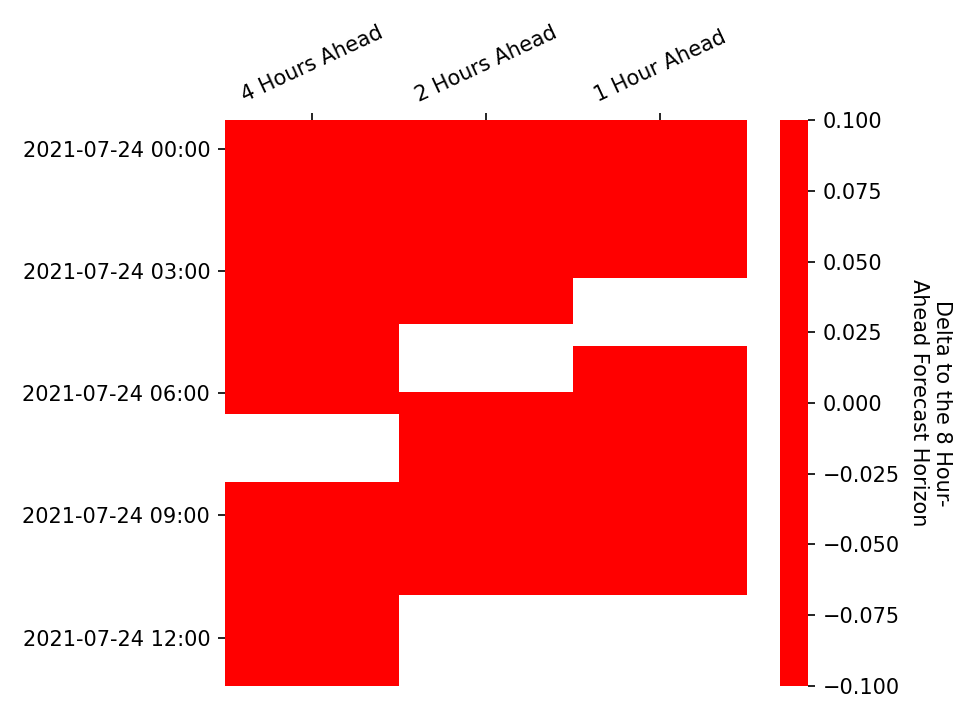 4 Hours Ahead
2 Hours Ahead
1 Hour Ahead
2021-07-24 00:00
2021-07-24 03:00
2021-07-24 06:00
2021-07-24 09:00
2021-07-24 12:00
0.100
0.075
0.050
0.025
0.000
−0.025
−0.050
−0.075
−0.100
Delta to the 8 Hour-
Ahead Forecast Horizon